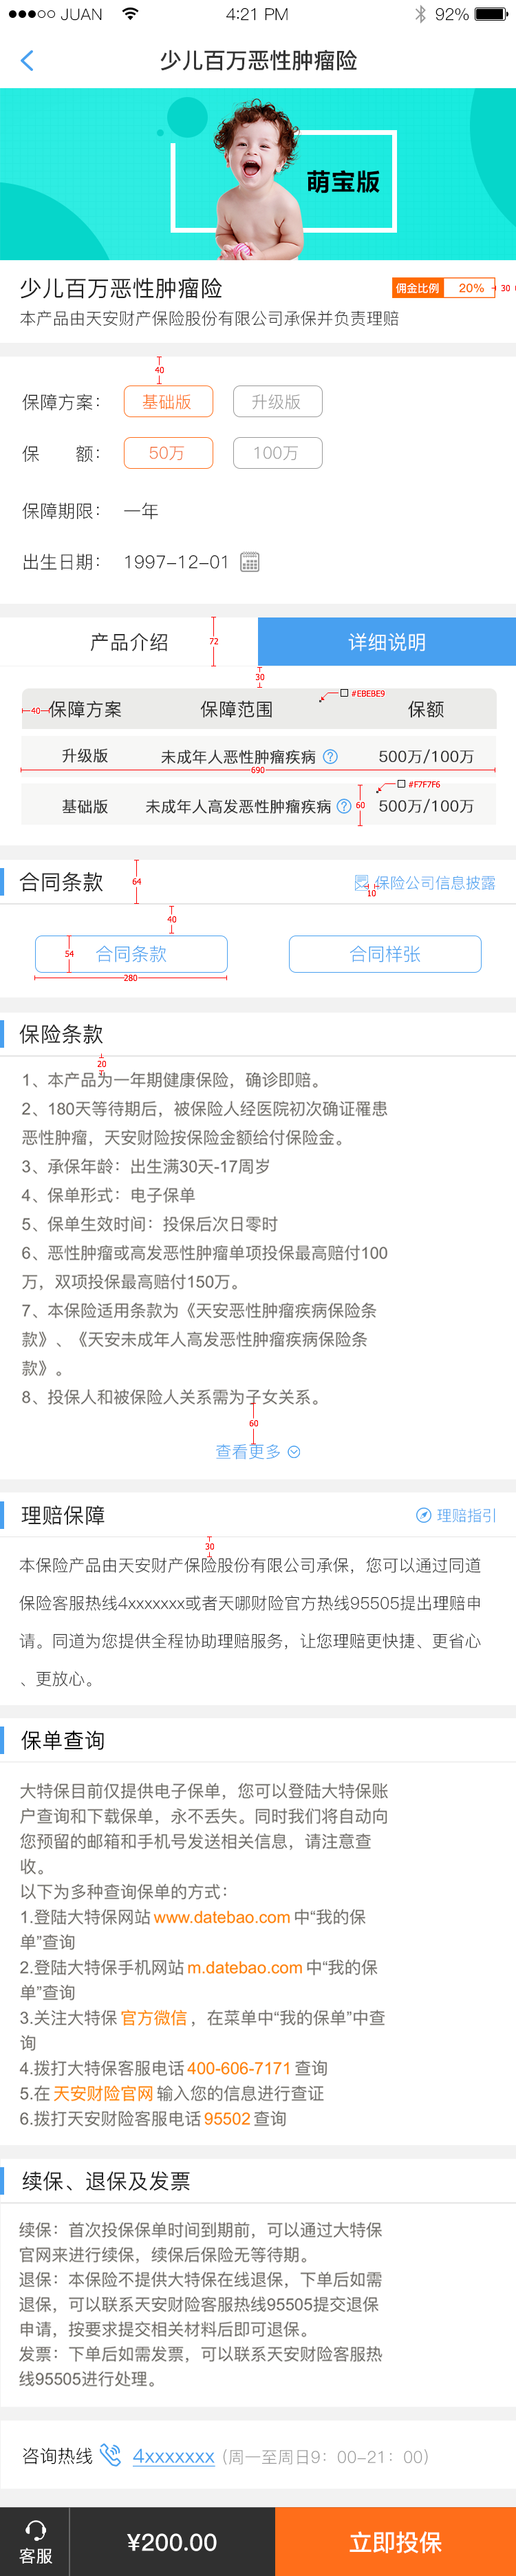 JUAN 4:21 PM 92%
少儿百万恶性肿瘤险
萌宝版
少儿百万恶性肿瘤险 佣金比例 20% 30
本产品由天安财产保险股份有限公司承保并负责理赔
40
保障方案： 基础版 升级版
保 额： 50万 100万
保障期限： 一年
出生日期： 1997-12-01
产品介绍 72 详细说明
30
#EBEBE9
40 保障方案 保障范围 保额
升级版 未成年人恶性肿瘤疾病 ? 500万/100万
690
#F7F7F6
基础版 未成年人高发恶性肿瘤疾病 ? 60 500万/100万
合同条款 64 保险公司信息披露
10
40
合同条款 54 合同样张
280
保险条款
20
1、本产品为一年期健康保险，确诊即赔。
2、180天等待期后，被保险人经医院初次确证罹患
恶性肿瘤，天安财险按保险金额给付保险金。
3、承保年龄：出生满30天-17周岁
4、保单形式：电子保单
5、保单生效时间：投保后次日零时
6、恶性肿瘤或高发恶性肿瘤单项投保最高赔付100
万，双项投保最高赔付150万。
7、本保险适用条款为《天安恶性肿瘤疾病保险条
款》、《天安未成年人高发恶性肿瘤疾病保险条
款》。
8、投保人和被保险人关系需为子女关系。
60
查看更多
理赔保障 理赔指引
30
本保险产品由天安财产保险股份有限公司承保，您可以通过同道
保险客服热线4xxxxxxx或者天哪财险官方热线95505提出理赔申
请。同道为您提供全程协助理赔服务，让您理赔更快捷、更省心
、更放心。
保单查询
大特保目前仅提供电子保单，您可以登陆大特保账
户查询和下载保单，永不丢失。同时我们将自动向
您预留的邮箱和手机号发送相关信息，请注意查
收。
以下为多种查询保单的方式：
1.登陆大特保网站 www.datebao.com 中“我的保
单”查询
2.登陆大特保手机网站 m.datebao.com 中“我的保
单”查询
3.关注大特保 官方微信 ，在菜单中“我的保单”中查
询
4.拨打大特保客服电话 400-606-7171 查询
5.在 天安财险官网 输入您的信息进行查证
6.拨打天安财险客服电话 95502 查询
续保、退保及发票
续保：首次投保保单时间到期前，可以通过大特保
官网来进行续保，续保后保险无等待期。
退保：本保险不提供大特保在线退保，下单后如需
退保，可以联系天安财险客服热线95505提交退保
申请，按要求提交相关材料后即可退保。
发票：下单后如需发票，可以联系天安财险客服热
线95505进行处理。
咨询热线 4xxxxxxx （周一至周日9：00-21：00）
客服 ¥200.00 立即投保